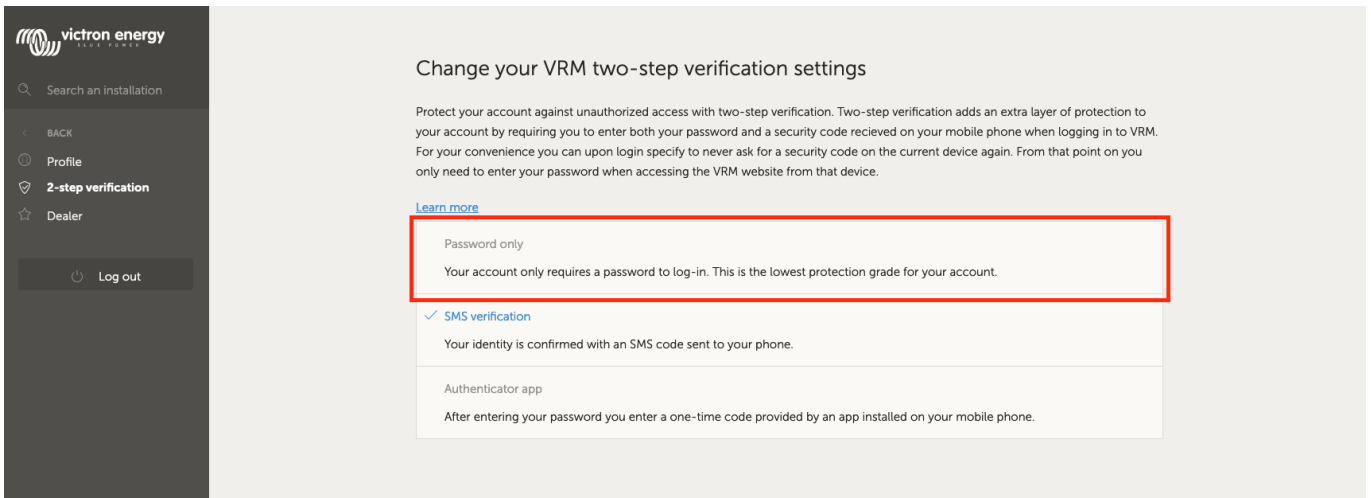 victron energy
BLUE POWER
Search an installation
BACK
Profile
2-step verification
Dealer
Log out
Change your VRM two-step verification settings
Protect your account against unauthorized access with two-step verification. Two-step verification adds an extra layer of protection to
your account by requiring you to enter both your password and a security code recieved on your mobile phone when logging in to VRM.
For your convenience you can upon login specify to never ask for a security code on the current device again. From that point on you
only need to enter your password when accessing the VRM website from that device.
Learn more
Password only
Your account only requires a password to log-in. This is the lowest protection grade for your account.
SMS verification
Your identity is confirmed with an SMS code sent to your phone.
Authenticator app
After entering your password you enter a one-time code provided by an app installed on your mobile phone.